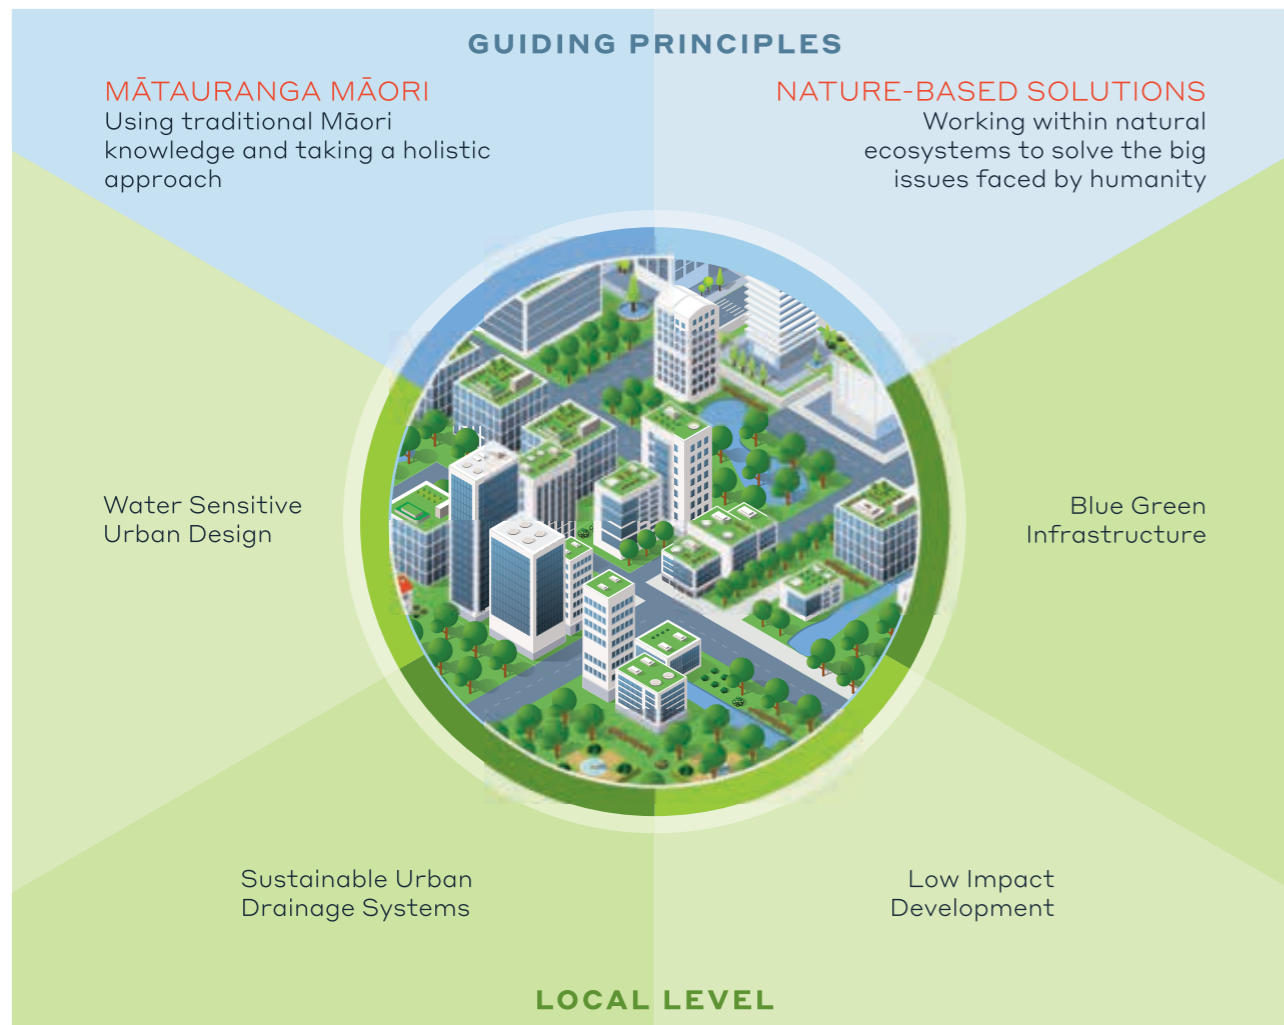 GUIDING PRINCIPLES
MĀTAURANGA MĀORI
Using traditional Māori
knowledge and taking a holistic
approach
NATURE-BASED SOLUTIONS
Working within natural
ecosystems to solve the big
issues faced by humanity
Water Sensitive
Urban Design
Blue Green
Infrastructure
Sustainable Urban
Drainage Systems
Low Impact
Development
LOCAL LEVEL